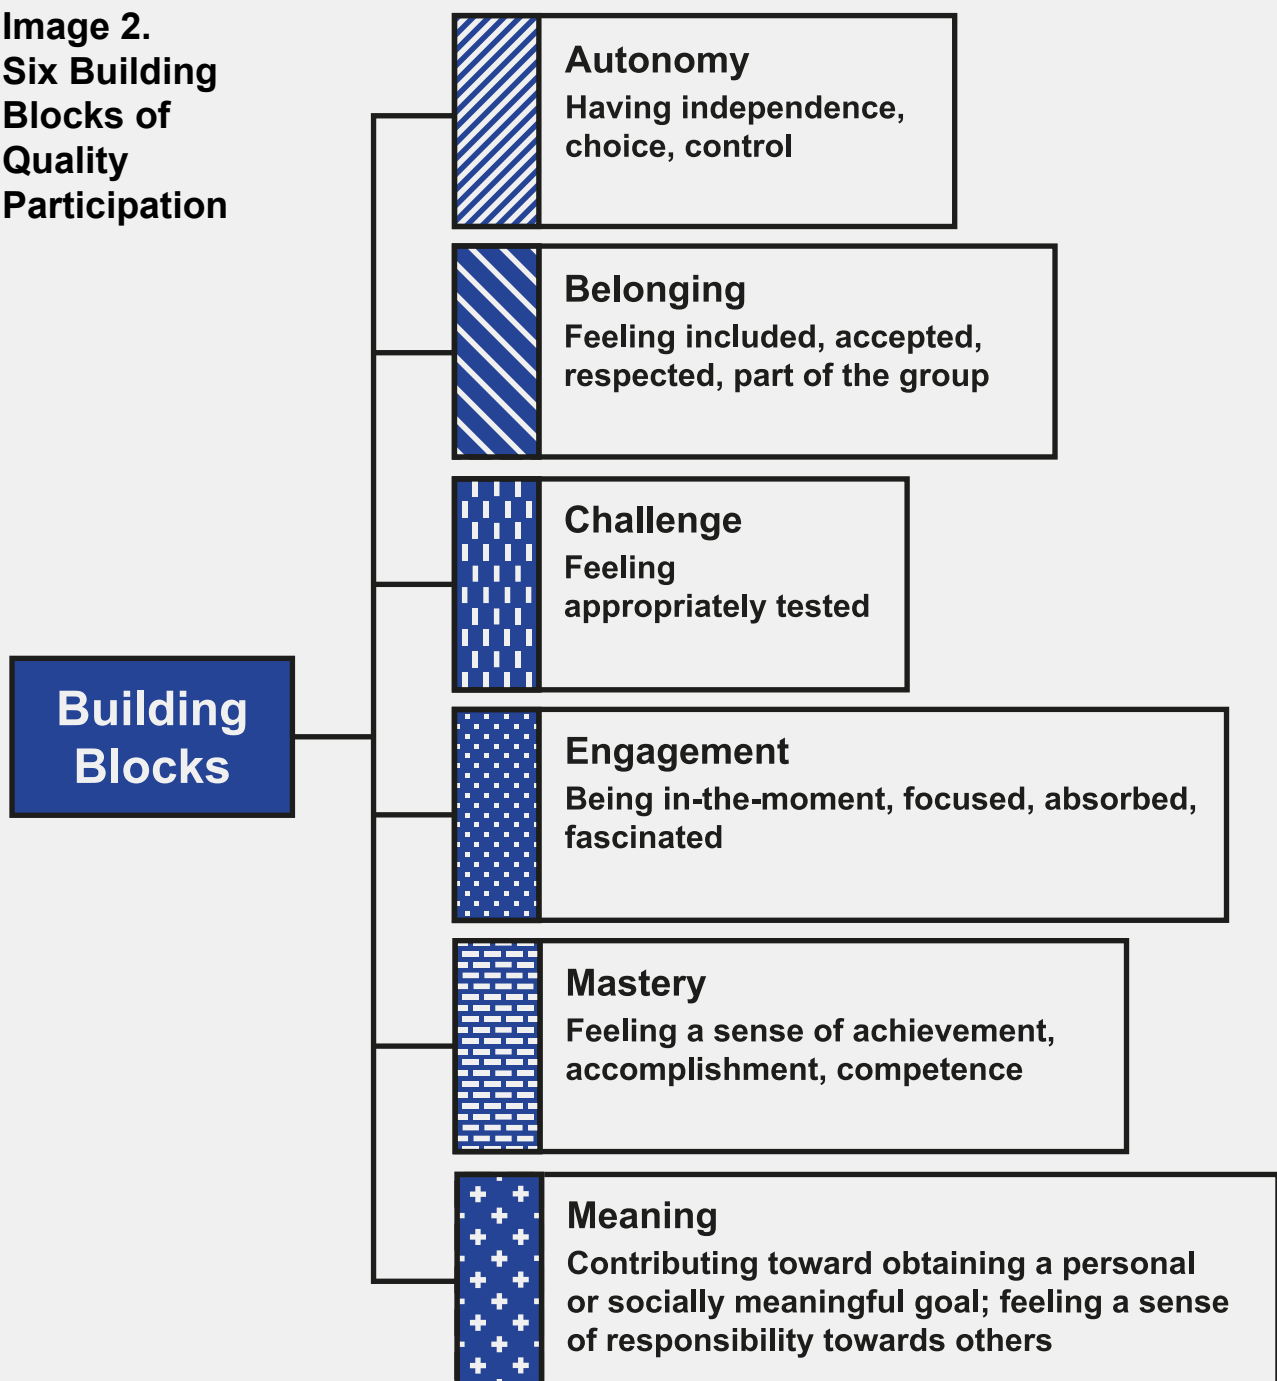 Image 2.
Six Building
Blocks of
Quality
Participation
Building
Blocks
Autonomy
Having independence,
choice, control
Belonging
Feeling included, accepted,
respected, part of the group
Challenge
Feeling
appropriately tested
Engagement
Being in-the-moment, focused, absorbed,
fascinated
Mastery
Feeling a sense of achievement,
accomplishment, competence
Meaning
Contributing toward obtaining a personal
or socially meaningful goal; feeling a sense
of responsibility towards others